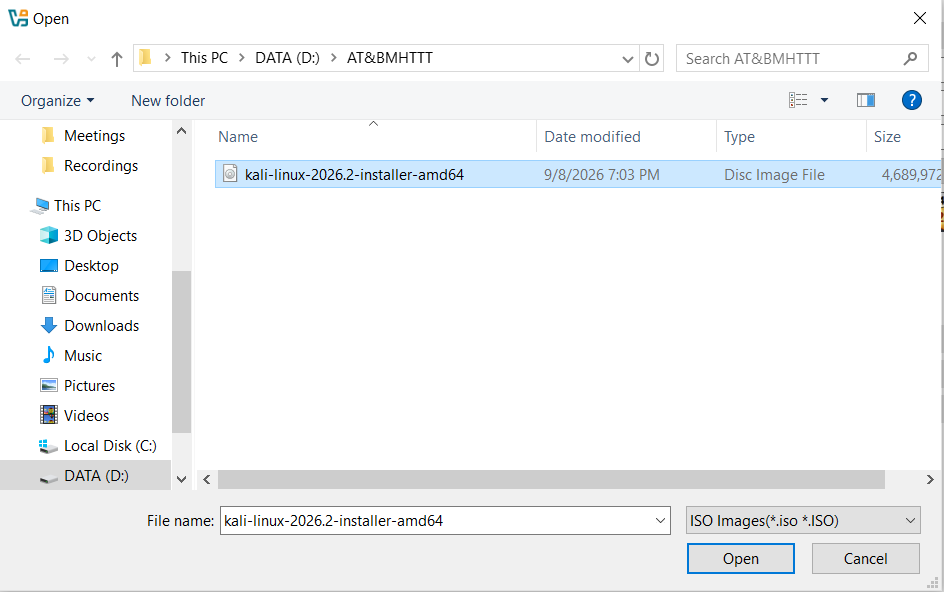 Open
This PC > DATA (D:) > AT&BMHTTT
Search AT&BMHTTT
Organize
New folder
?
Name
Date modified
Type
Size
kali-linux-2026.2-installer-amd64
9/8/2026 7:03 PM
Disc Image File
4,689,972
Meetings
Recordings
This PC
3D Objects
Desktop
Documents
Downloads
Music
Pictures
Videos
Local Disk (C:)
DATA (D:)
File name:
kali-linux-2026.2-installer-amd64
ISO Images(*.iso *.ISO)
Open
Cancel